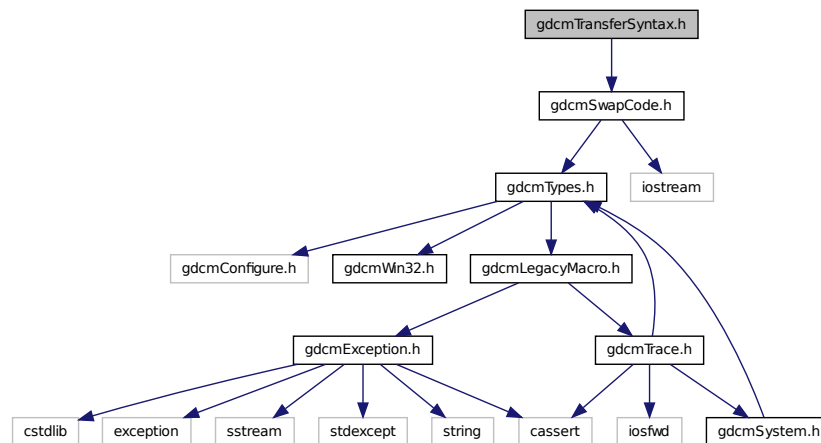 gdcmTransferSyntax.h
gdcmSwapCode.h
gdcmTypes.h
iostream
gdcmConfigure.h
gdcmWin32.h
gdcmLegacyMacro.h
gdcmException.h
gdcmTrace.h
cstdlib
exception
sstream
stdexcept
string
cassert
iosfwd
gdcmSystem.h